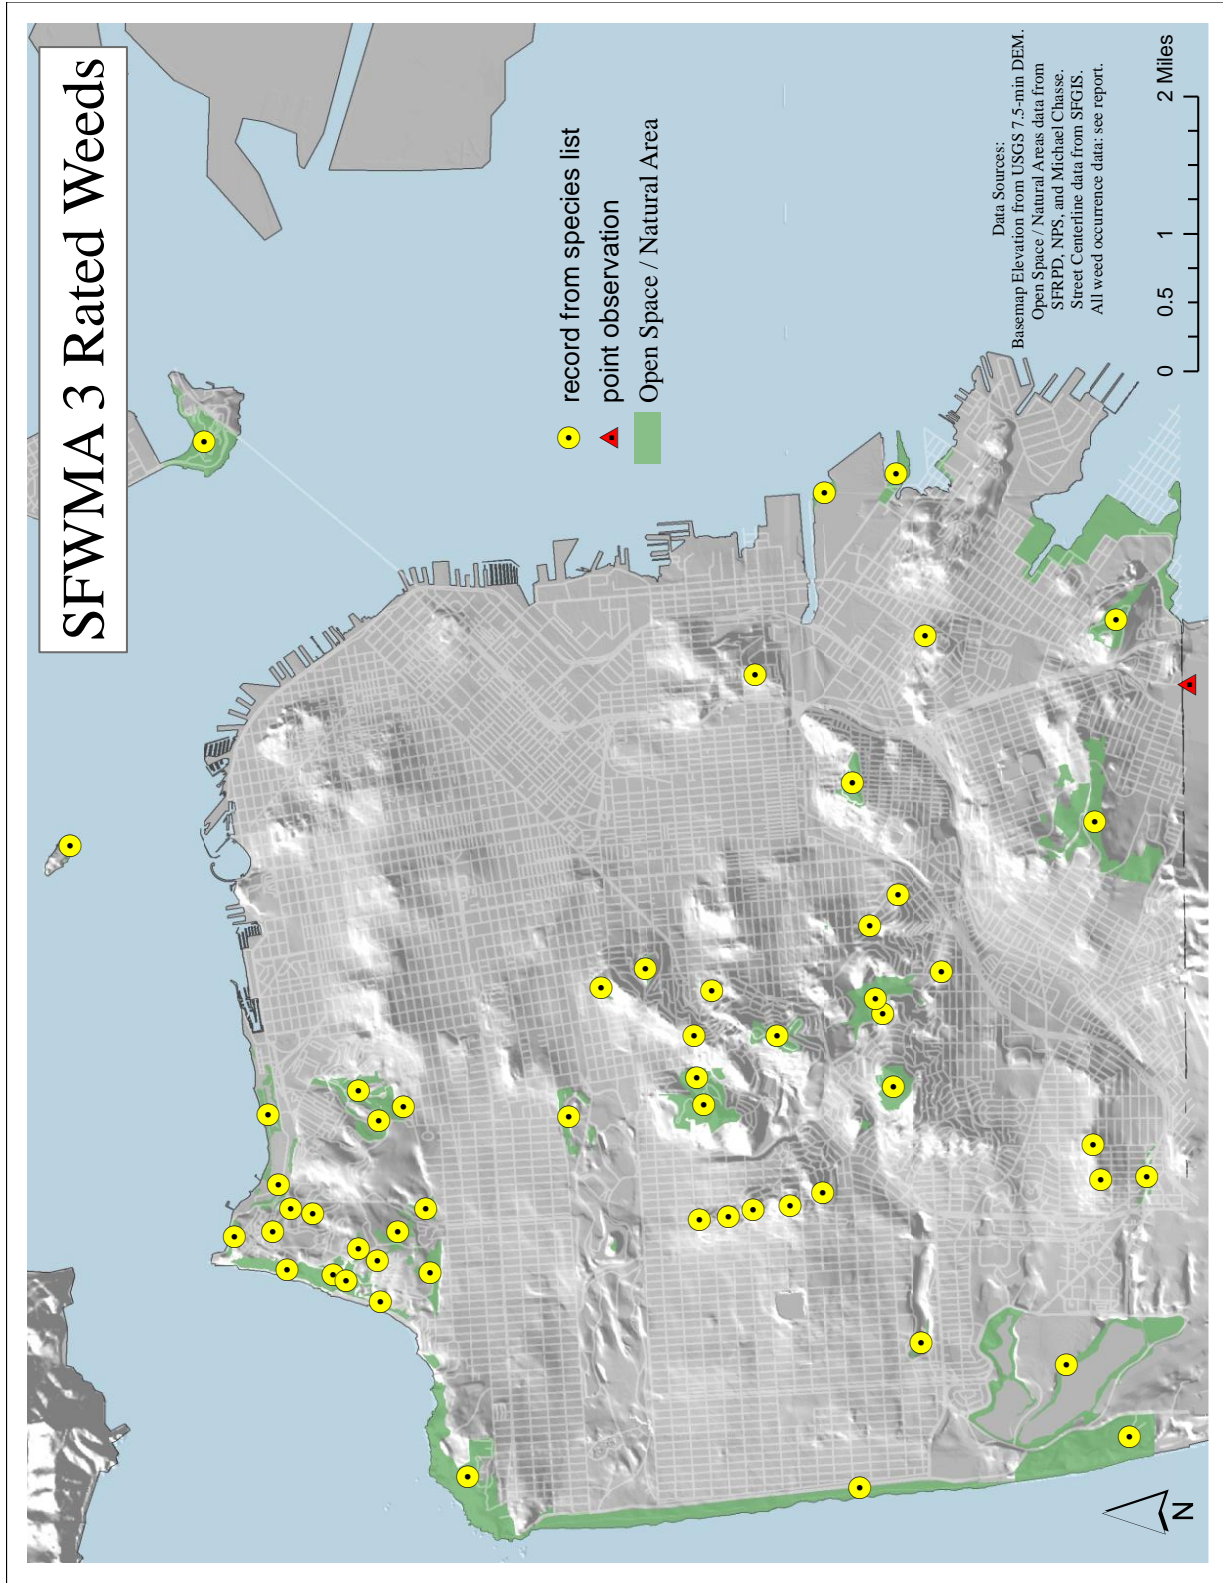 SFWMA 3 Rated Weeds
record from species list
point observation
Open Space / Natural Area
Data Sources:
Basemap Elevation from USGS 7.5-min DEM.
Open Space / Natural Areas data from
SFRPD, NPS, and Michael Chasse.
Street Centerline data from SFGIS.
All weed occurrence data: see report.
0 0.5 1 2 Miles
N